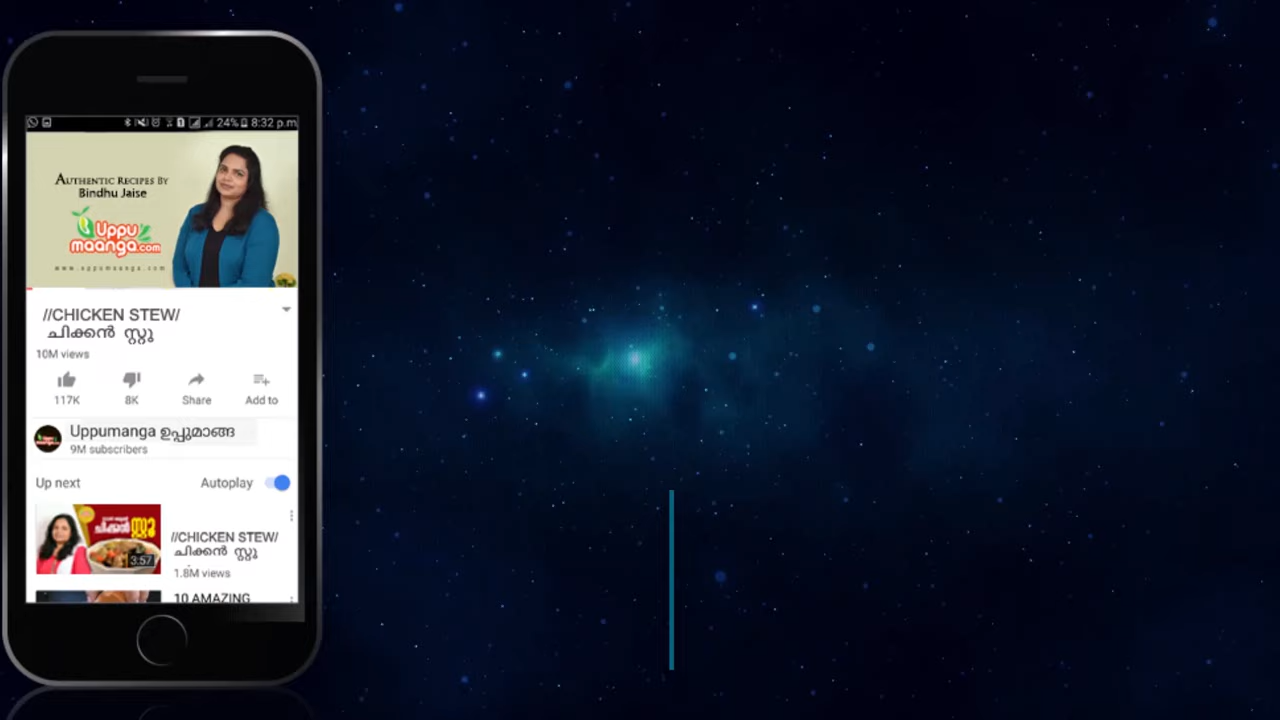 24% 8:32 p.m
AUTHENTIC RECIPES BY
Bindhu Jaise
Uppu
maanga.com
www.uppumaanga.com
//CHICKEN STEW/
ചിക്കൻ സ്റ്റൂ
10M views
117K 8K Share Add to
Uppumanga ഉപ്പുമാങ്ങ
9M subscribers
Up next Autoplay
ചിക്കൻ സ്റ്റൂ
3:57
//CHICKEN STEW/
ചിക്കൻ സ്റ്റൂ
1.8M views
10 AMAZING